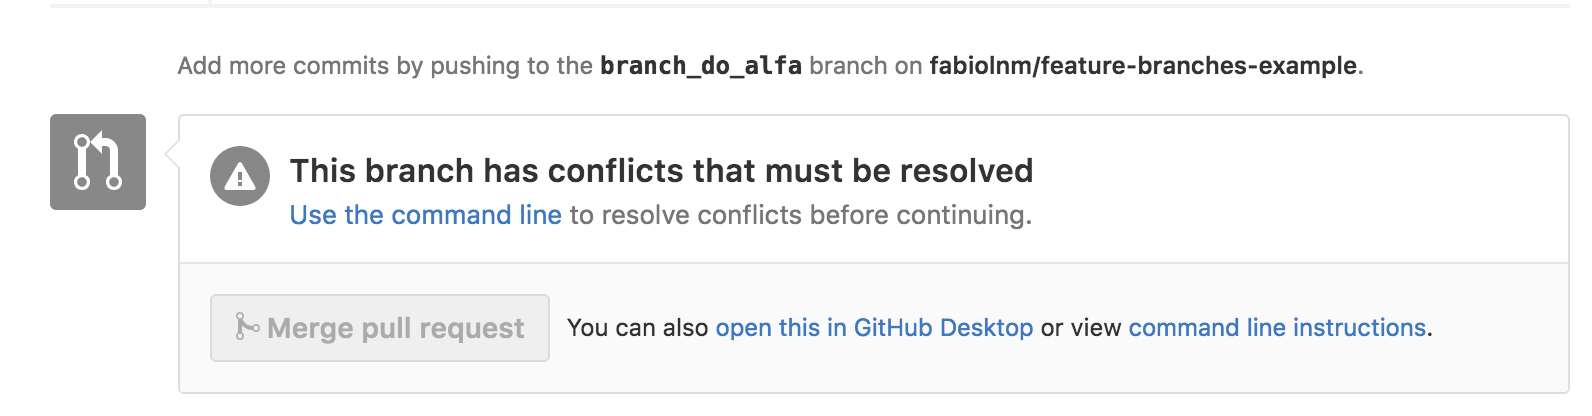 Add more commits by pushing to the branch_do_alfa branch on fabiolnm/feature-branches-example.
This branch has conflicts that must be resolved
Use the command line to resolve conflicts before continuing.
Merge pull request
You can also open this in GitHub Desktop or view command line instructions.